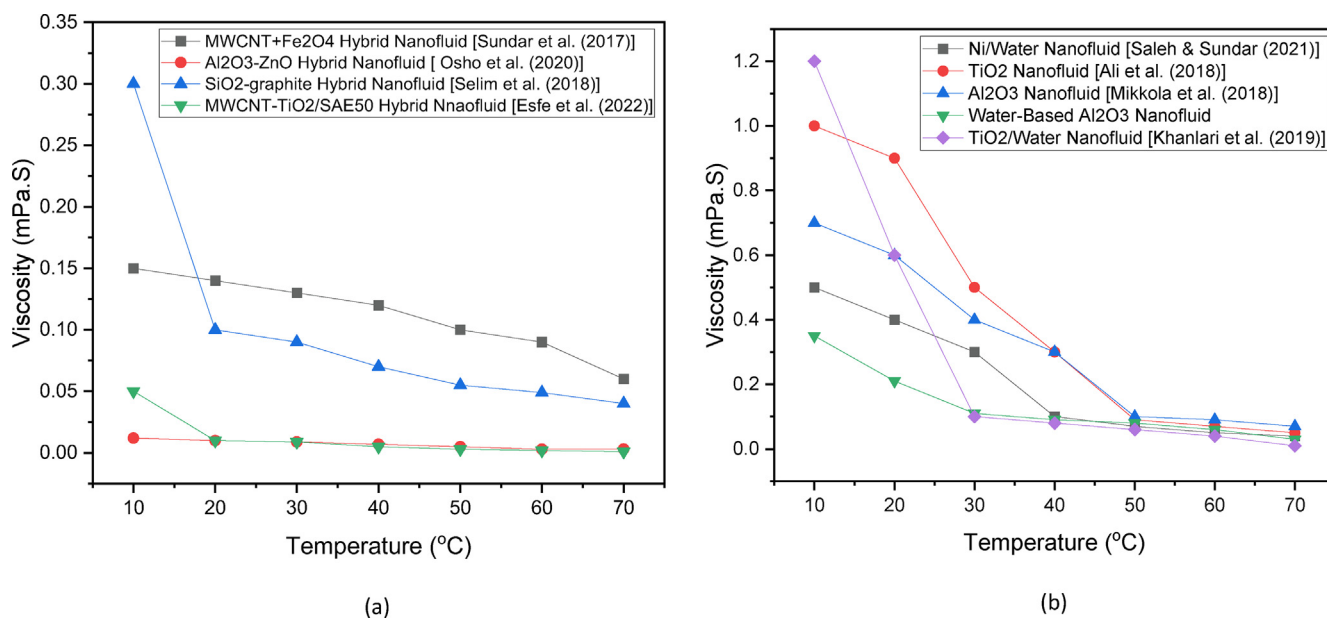 MWCNT+Fe2O4 Hybrid Nanofluid [Sundar et al. (2017)]
Al2O3-ZnO Hybrid Nanofluid [ Osho et al. (2020)]
SiO2-graphite Hybrid Nanofluid [Selim et al. (2018)]
MWCNT-TiO2/SAE50 Hybrid Nnaofluid [Esfe et al. (2022)]
0.35
0.30
0.25
0.20
0.15
0.10
0.05
0.00
Viscosity (mPa.S)
10 20 30 40 50 60 70
Temperature (°C)
(a)
Ni/Water Nanofluid [Saleh & Sundar (2021)]
TiO2 Nanofluid [Ali et al. (2018)]
Al2O3 Nanofluid [Mikkola et al. (2018)]
Water-Based Al2O3 Nanofluid
TiO2/Water Nanofluid [Khanlari et al. (2019)]
1.2
1.0
0.8
0.6
0.4
0.2
0.0
Viscosity (mPa.S)
10 20 30 40 50 60 70
Temperature (°C)
(b)